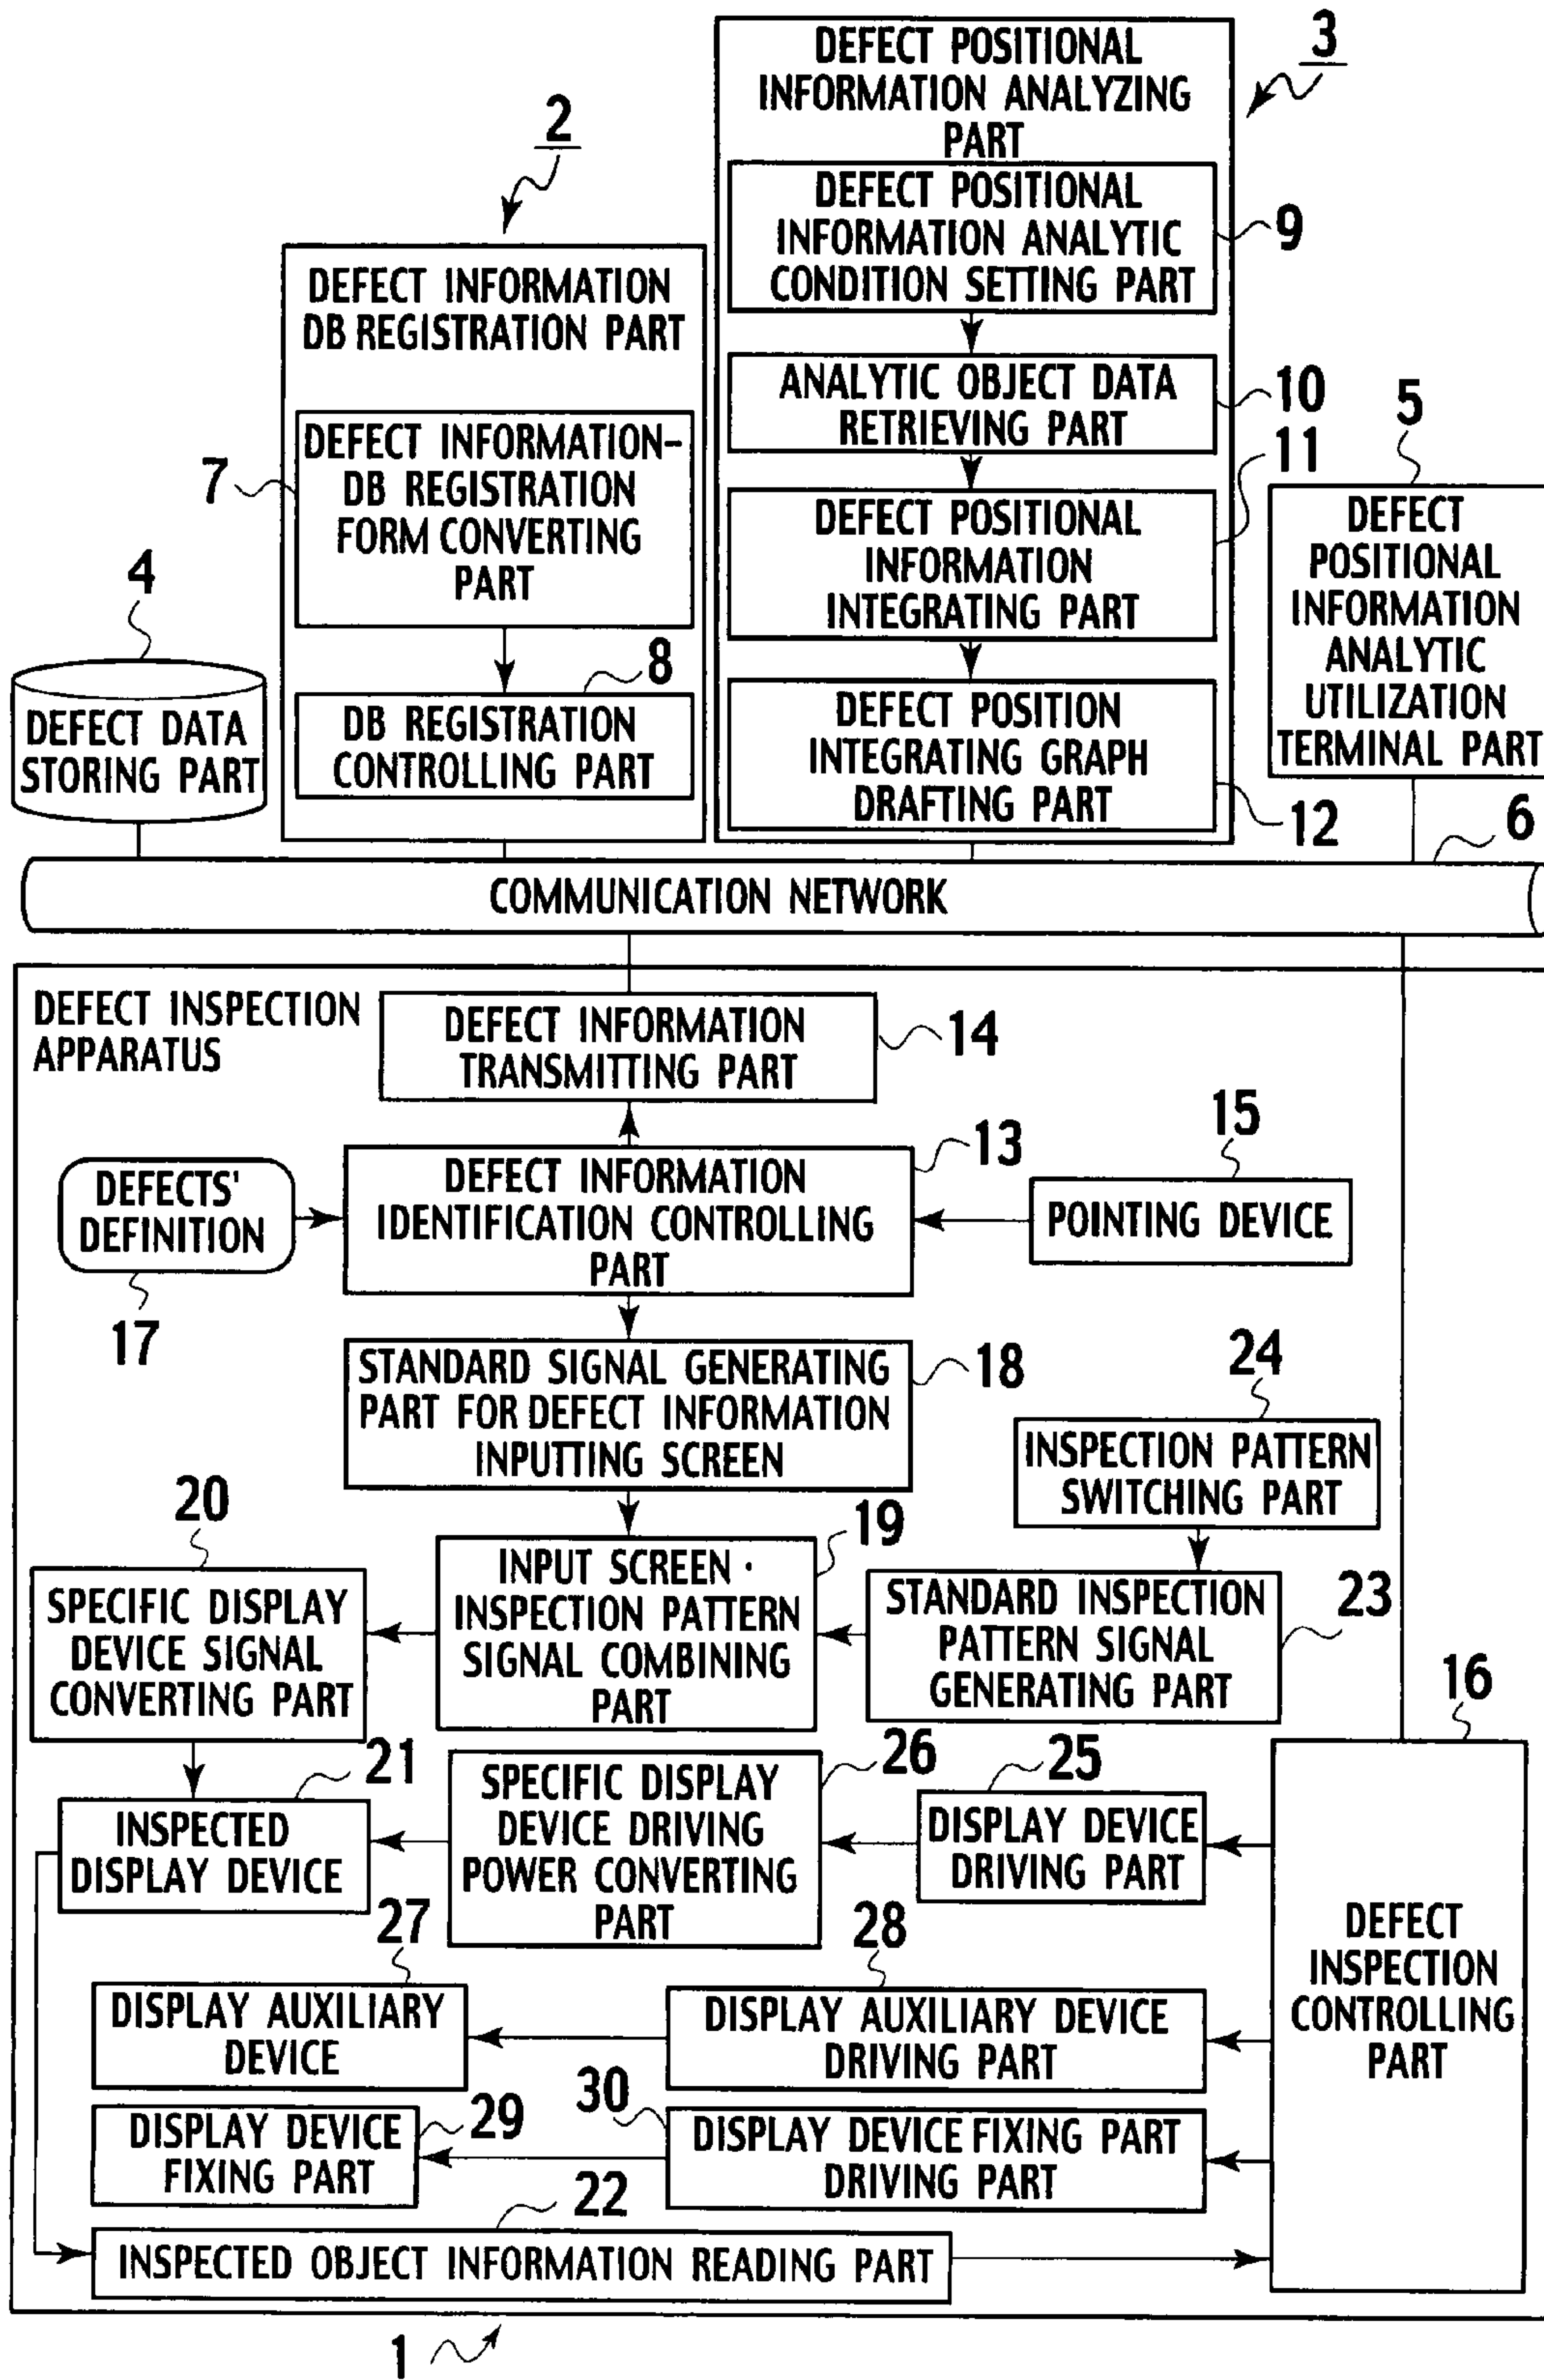 3
DEFECT POSITIONAL
INFORMATION ANALYZING
PART
2
DEFECT POSITIONAL
INFORMATION ANALYTIC
CONDITION SETTING PART
9
DEFECT INFORMATION
DB REGISTRATION PART
ANALYTIC OBJECT DATA
RETRIEVING PART
10
5
7
DEFECT INFORMATION-
DB REGISTRATION
FORM CONVERTING
PART
11
DEFECT POSITIONAL
INFORMATION
INTEGRATING PART
DEFECT
POSITIONAL
INFORMATION
ANALYTIC
UTILIZATION
TERMINAL PART
4
8
DEFECT DATA
STORING PART
DB REGISTRATION
CONTROLLING PART
DEFECT POSITION
INTEGRATING GRAPH
DRAFTING PART
12
6
COMMUNICATION NETWORK
DEFECT INSPECTION
APPARATUS
DEFECT INFORMATION
TRANSMITTING PART
14
13
15
DEFECTS'
DEFINITION
DEFECT INFORMATION
IDENTIFICATION CONTROLLING
PART
POINTING DEVICE
17
STANDARD SIGNAL GENERATING
PART FOR DEFECT INFORMATION
INPUTTING SCREEN
18
24
INSPECTION PATTERN
SWITCHING PART
20
19
SPECIFIC DISPLAY
DEVICE SIGNAL
CONVERTING PART
INPUT SCREEN ·
INSPECTION PATTERN
SIGNAL COMBINING
PART
STANDARD INSPECTION
PATTERN SIGNAL
GENERATING PART
23
16
21
26
25
INSPECTED
DISPLAY DEVICE
SPECIFIC DISPLAY
DEVICE DRIVING
POWER CONVERTING
PART
DISPLAY DEVICE
DRIVING PART
DEFECT
INSPECTION
CONTROLLING
PART
27
28
DISPLAY AUXILIARY
DEVICE
DISPLAY AUXILIARY DEVICE
DRIVING PART
29
30
DISPLAY DEVICE
FIXING PART
DISPLAY DEVICE FIXING PART
DRIVING PART
22
INSPECTED OBJECT INFORMATION READING PART
1